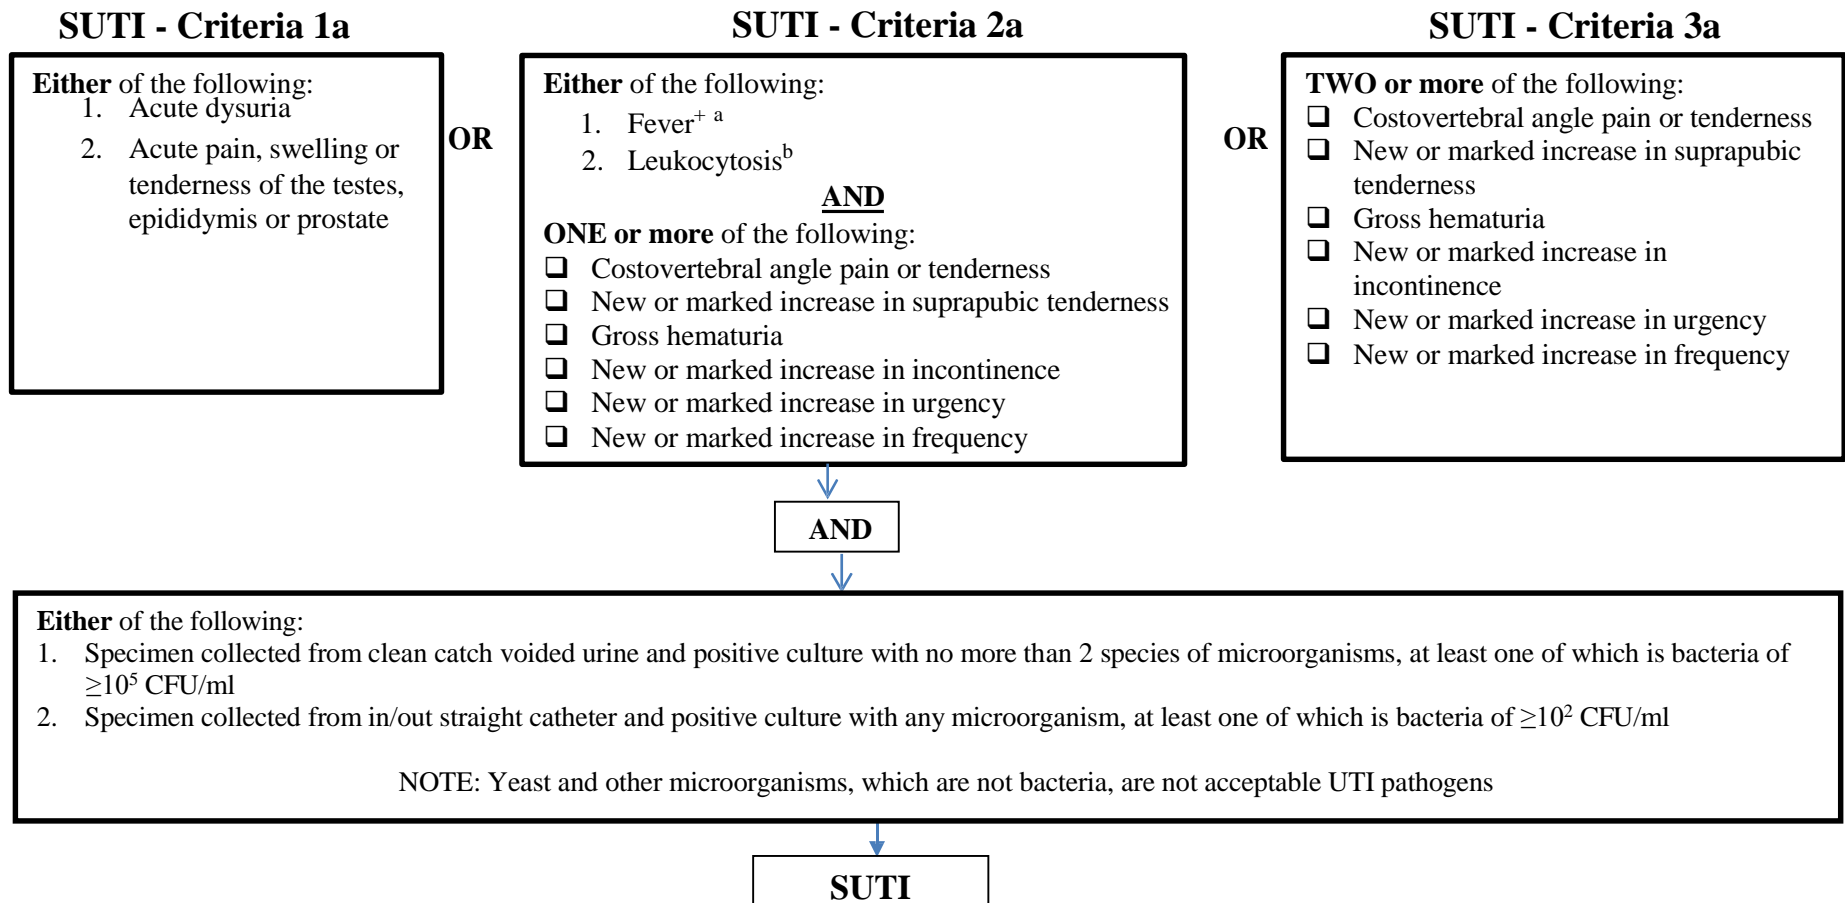 SUTI - Criteria 1a
Either of the following:
1. Acute dysuria
2. Acute pain, swelling or
tenderness of the testes,
epididymis or prostate
OR
SUTI - Criteria 2a
Either of the following:
1. Fever⁺ ᵃ
2. Leukocytosisᵇ
AND
ONE or more of the following:
❑ Costovertebral angle pain or tenderness
❑ New or marked increase in suprapubic tenderness
❑ Gross hematuria
❑ New or marked increase in incontinence
❑ New or marked increase in urgency
❑ New or marked increase in frequency
OR
SUTI - Criteria 3a
TWO or more of the following:
❑ Costovertebral angle pain or tenderness
❑ New or marked increase in suprapubic
tenderness
❑ Gross hematuria
❑ New or marked increase in
incontinence
❑ New or marked increase in urgency
❑ New or marked increase in frequency
AND
Either of the following:
1. Specimen collected from clean catch voided urine and positive culture with no more than 2 species of microorganisms, at least one of which is bacteria of
≥10⁵ CFU/ml
2. Specimen collected from in/out straight catheter and positive culture with any microorganism, at least one of which is bacteria of ≥10² CFU/ml
NOTE: Yeast and other microorganisms, which are not bacteria, are not acceptable UTI pathogens
SUTI